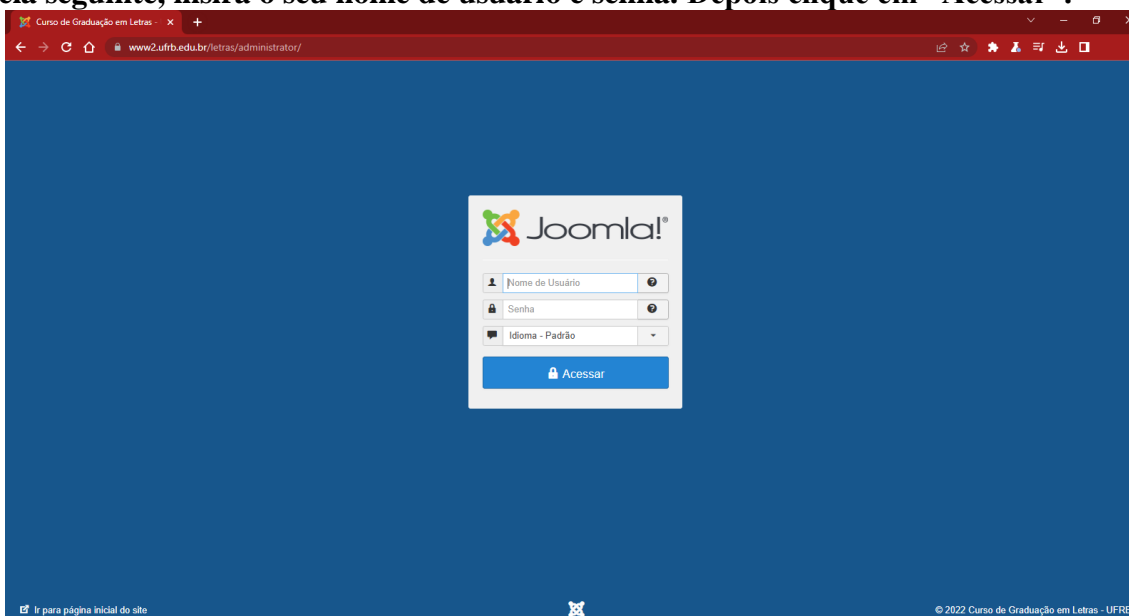 seguinte, insira o seu nome de usuário e senha. Depois clique em "Acessar".
Curso de Graduação em Letras -
www2.ufrb.edu.br/letras/administrator/
Joomla!®
Nome de Usuário
Senha
Idioma - Padrão
Acessar
Ir para página inicial do site
© 2022 Curso de Graduação em Letras - UFRB